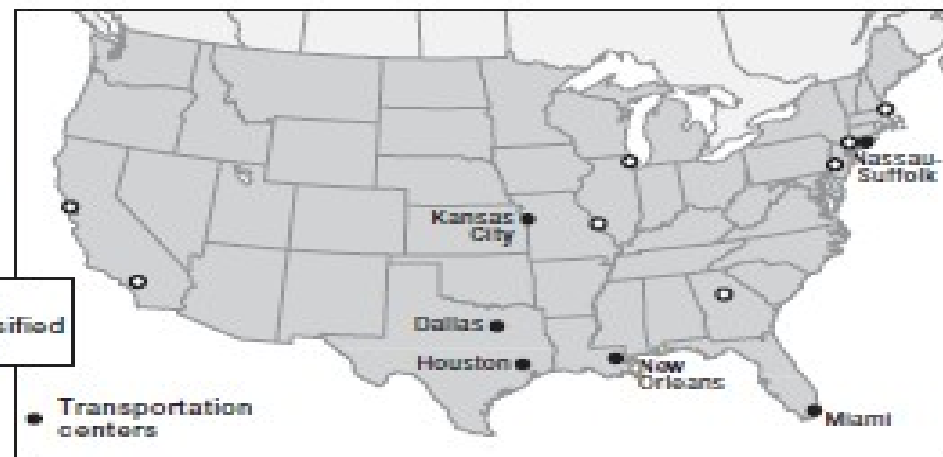 Nassau-
Suffolk
Kansas
City
sified
Dallas
Houston
New
Orleans
Transportation
centers
Miami